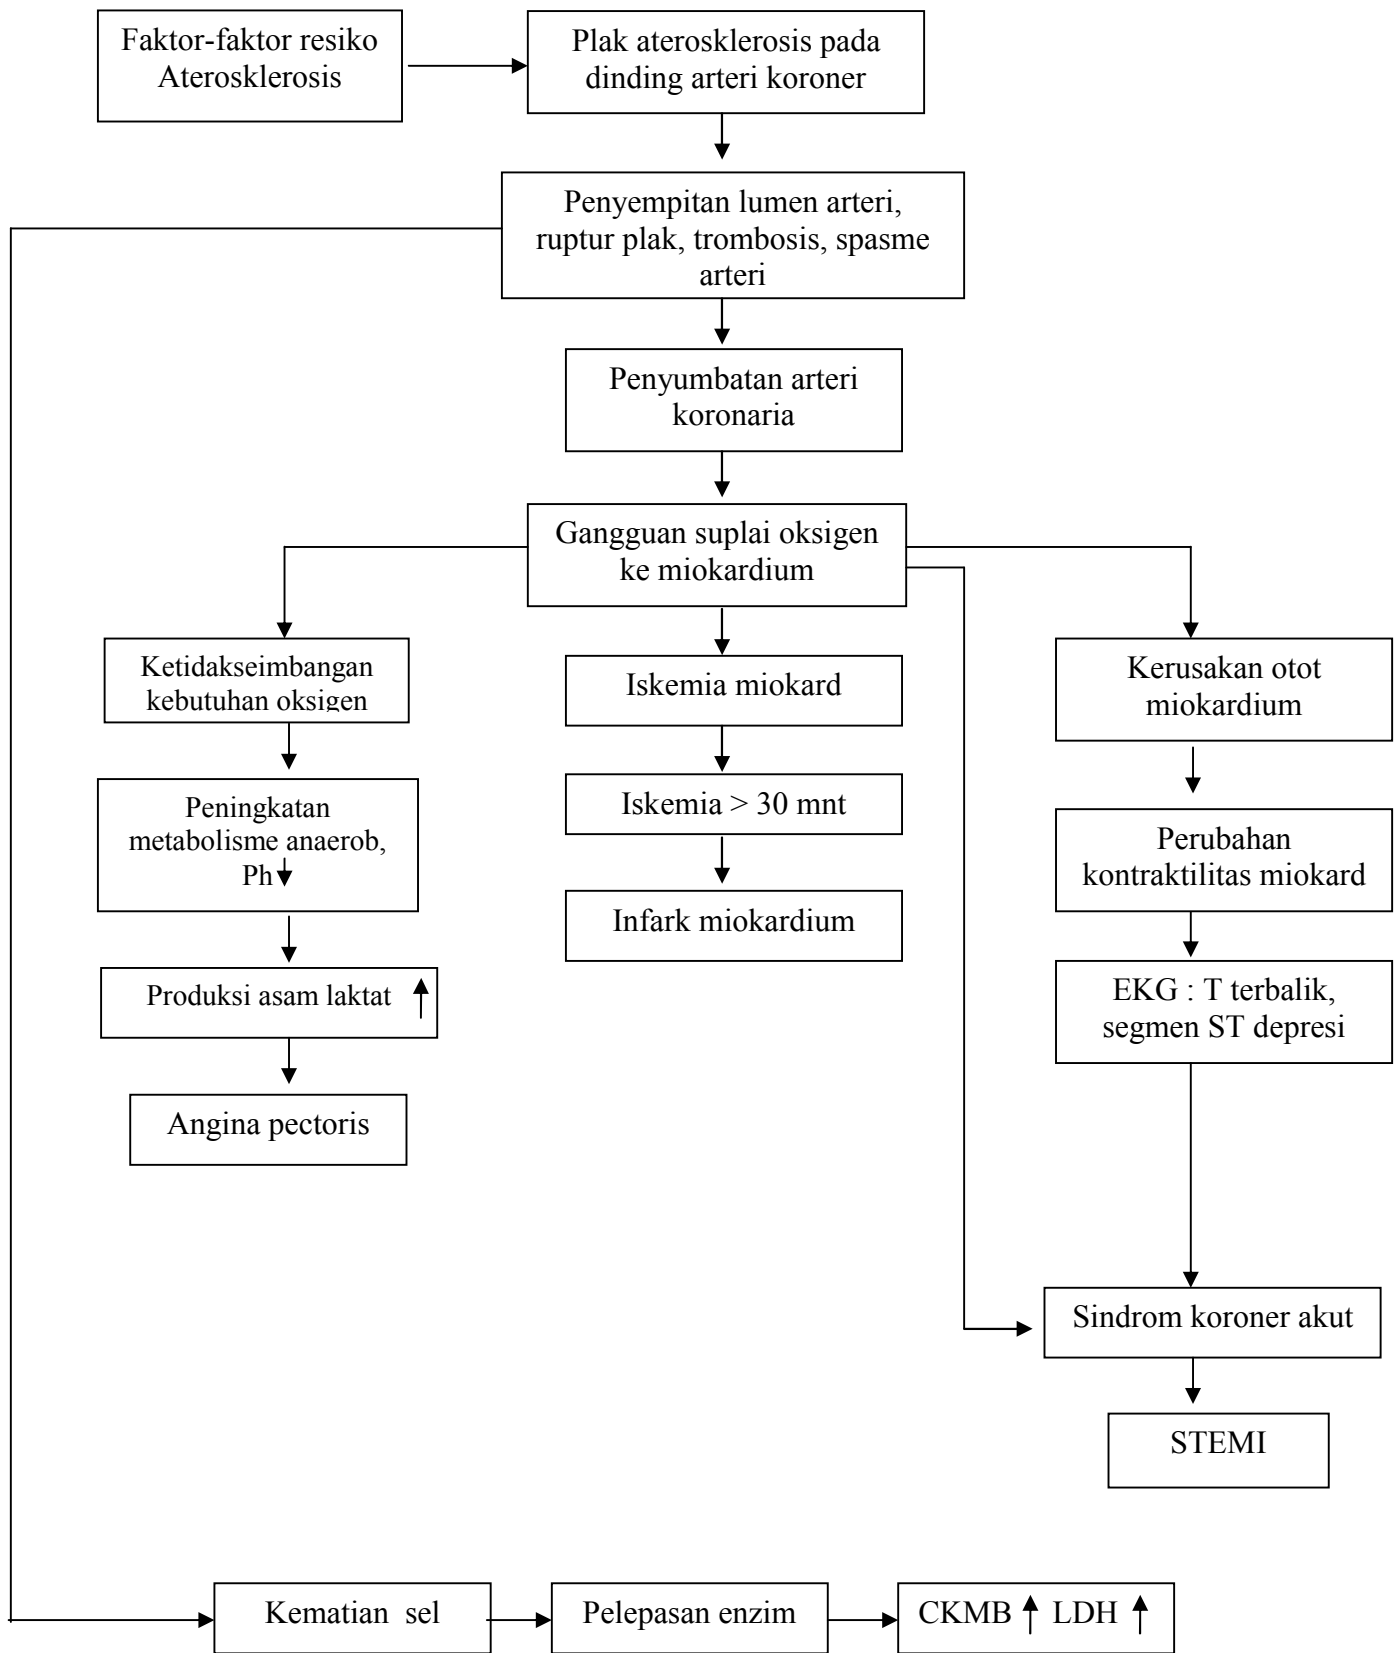 Faktor-faktor resiko
Aterosklerosis
Plak aterosklerosis pada
dinding arteri koroner
Penyempitan lumen arteri,
ruptur plak, trombosis, spasme
arteri
Penyumbatan arteri
koronaria
Gangguan suplai oksigen
ke miokardium
Ketidakseimbangan
kebutuhan oksigen
Peningkatan
metabolisme anaerob,
Ph
Produksi asam laktat
Angina pectoris
Iskemia miokard
Iskemia > 30 mnt
Infark miokardium
Kerusakan otot
miokardium
Perubahan
kontraktilitas miokard
EKG : T terbalik,
segmen ST depresi
Sindrom koroner akut
STEMI
Kematian sel
Pelepasan enzim
CKMB LDH